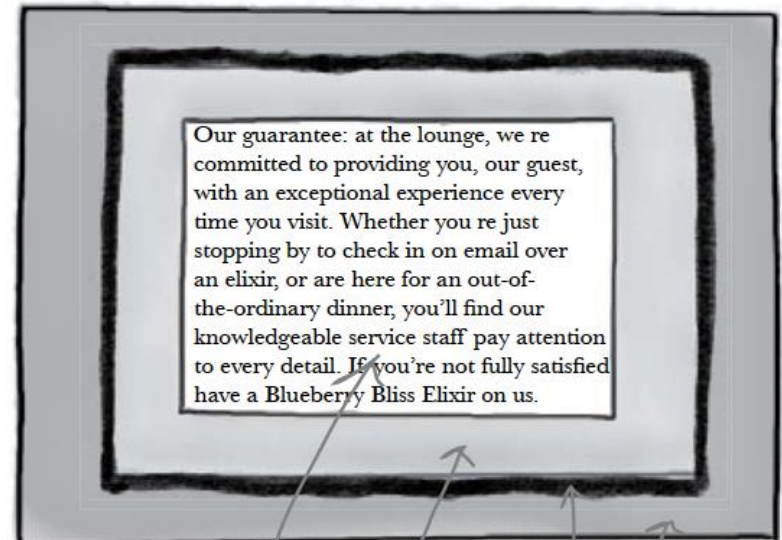 Our guarantee: at the lounge, we re
committed to providing you, our guest,
with an exceptional experience every
time you visit. Whether you re just
stopping by to check in on email over
an elixir, or are here for an out-of-
the-ordinary dinner, you’ll find our
knowledgeable service staff pay attention
to every detail. If you’re not fully satisfied
have a Blueberry Bliss Elixir on us.